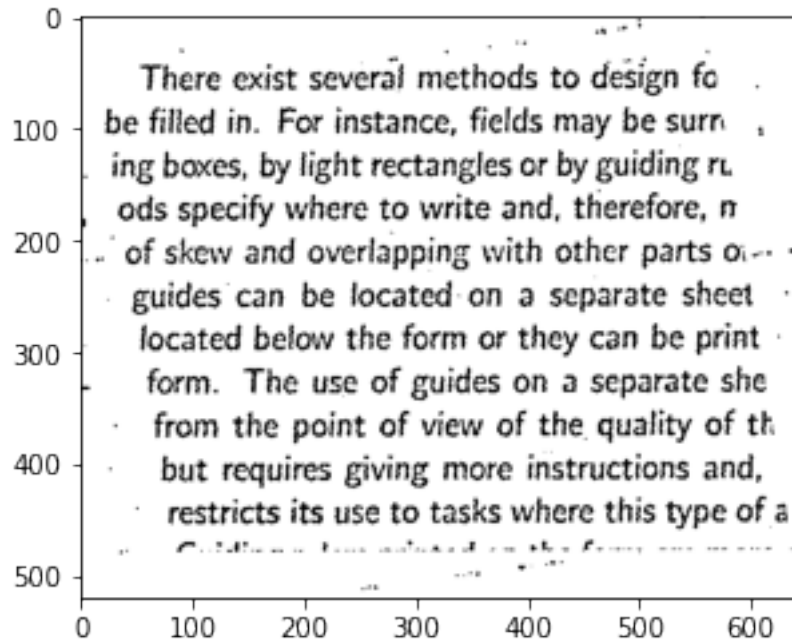 There exist several methods to design fo
be filled in. For instance, fields may be surr
ing boxes, by light rectangles or by guiding ru
ods specify where to write and, therefore, m
of skew and overlapping with other parts o
guides can be located on a separate sheet
located below the form or they can be print
form. The use of guides on a separate she
from the point of view of the quality of th
but requires giving more instructions and,
restricts its use to tasks where this type of a
0
100
200
300
400
500
0 100 200 300 400 500 600